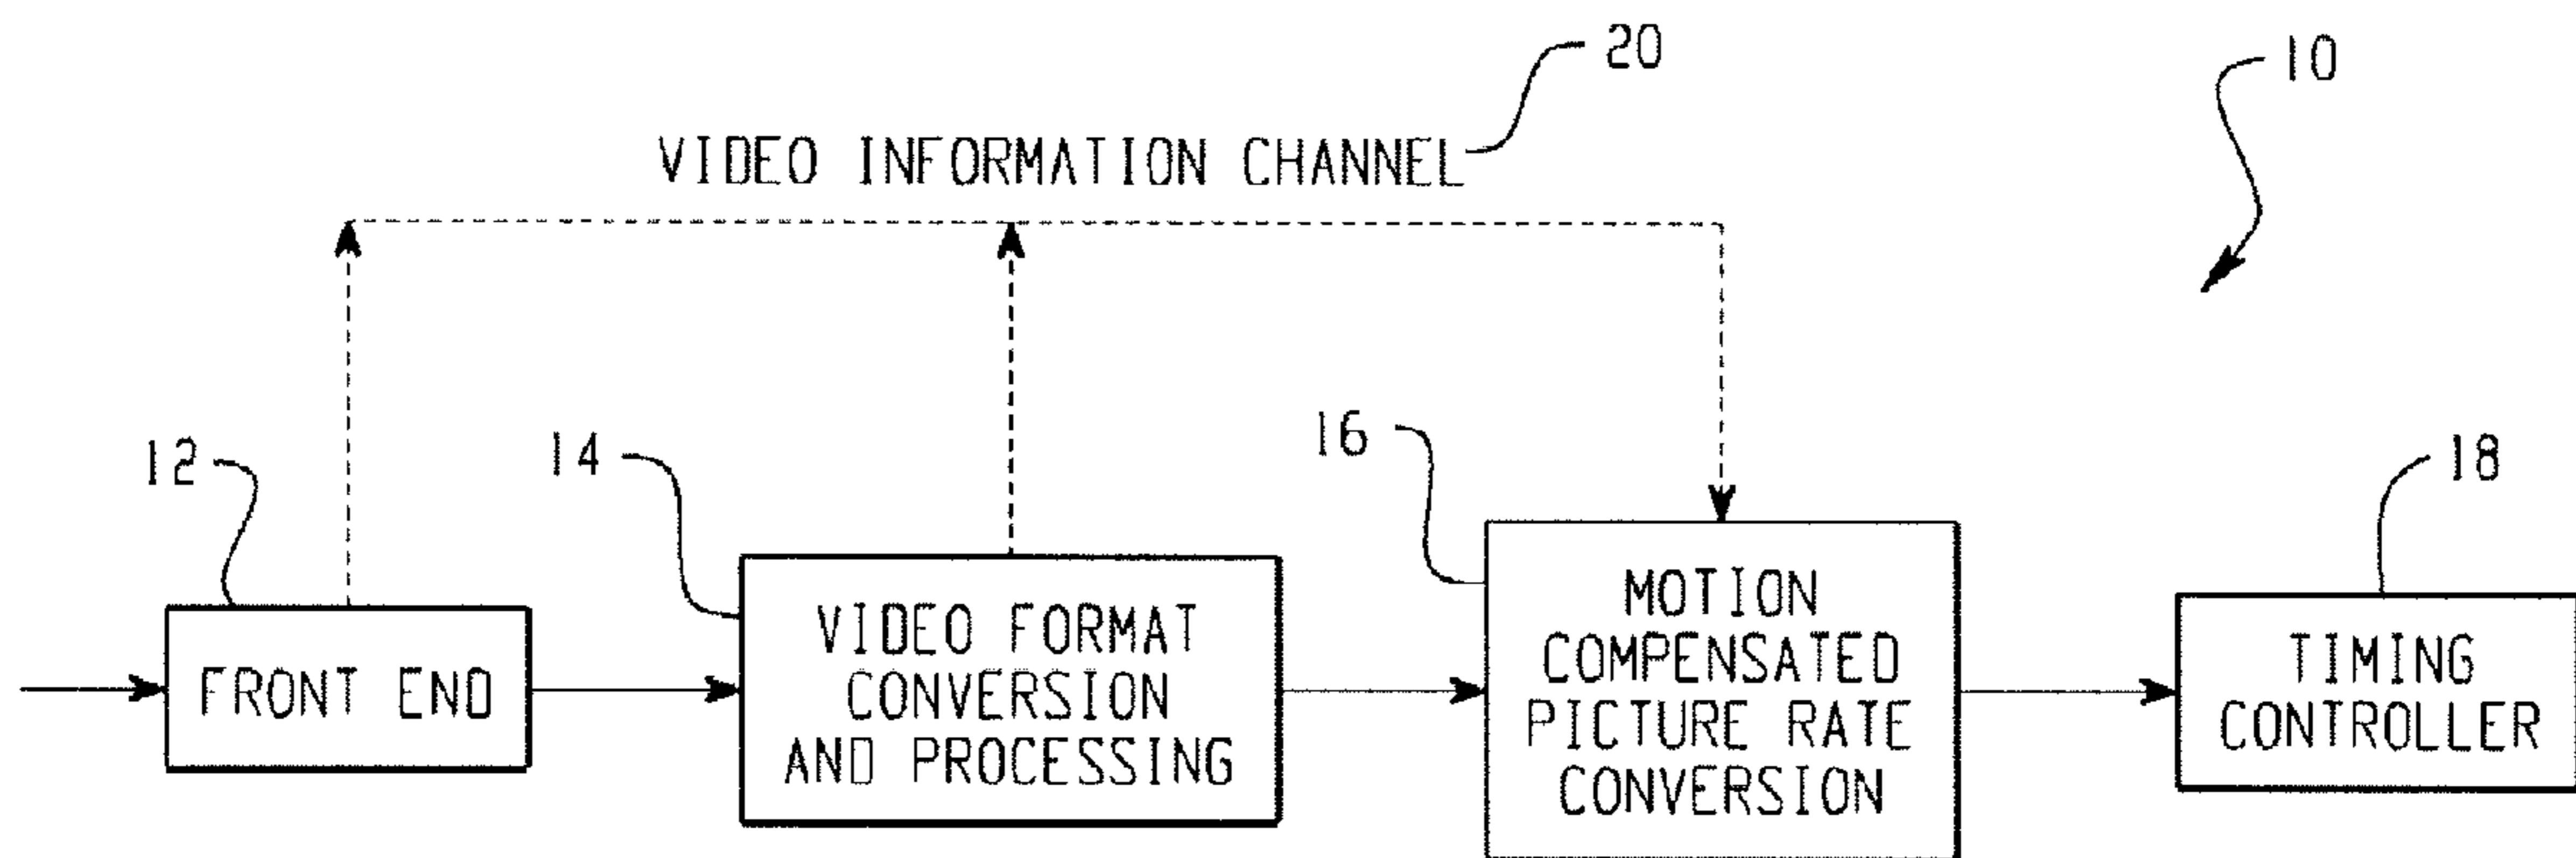 20
10
VIDEO INFORMATION CHANNEL
12
14
16
18
FRONT END
VIDEO FORMAT
CONVERSION
AND PROCESSING
MOTION
COMPENSATED
PICTURE RATE
CONVERSION
TIMING
CONTROLLER